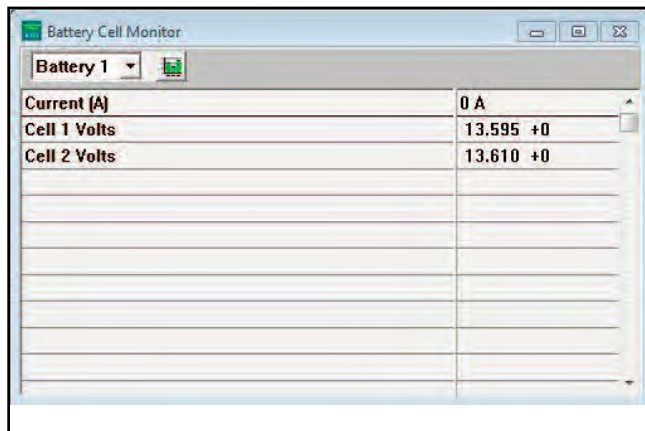 Battery Cell Monitor
Battery 1
Current (A) 0 A
Cell 1 Volts 13.595 +0
Cell 2 Volts 13.610 +0